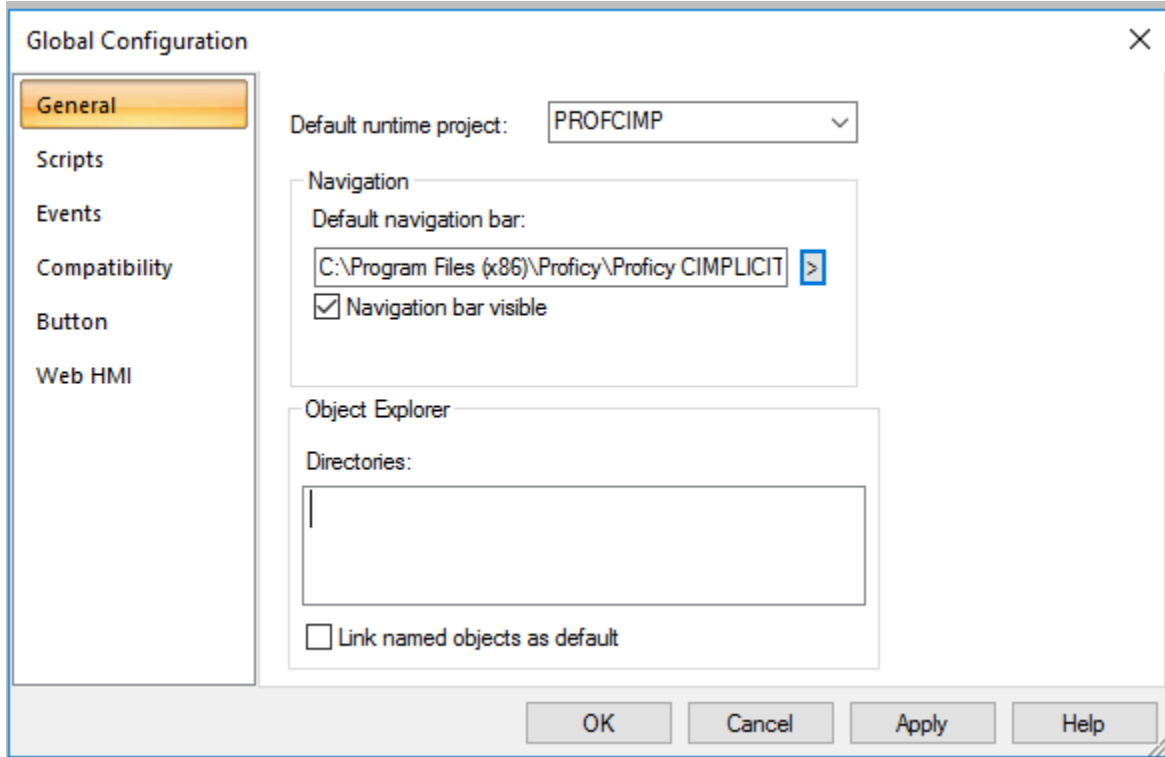 Global Configuration
General
Scripts
Events
Compatibility
Button
Web HMI
Default runtime project: PROFCIMP
Navigation
Default navigation bar:
C:\Program Files (x86)\Proficy\Proficy CIMPLICIT >
Navigation bar visible
Object Explorer
Directories:
Link named objects as default
OK Cancel Apply Help